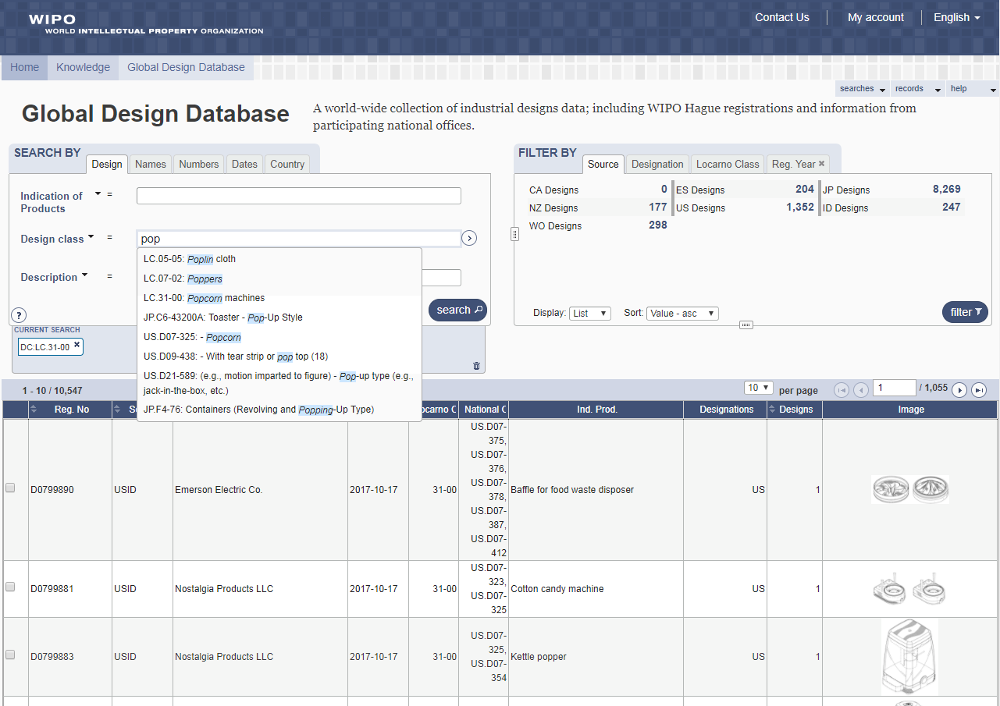 WIPO
WORLD INTELLECTUAL PROPERTY ORGANIZATION
Contact Us
My account
English
Home
Knowledge
Global Design Database
searches
records
help
Global Design Database
A world-wide collection of industrial designs data; including WIPO Hague registrations and information from
participating national offices.
SEARCH BY
Design
Names
Numbers
Dates
Country
Indication of
Products
=
Design class
=
pop
Description
=
LC.05-05: Poplin cloth
LC.07-02: Poppers
LC.31-00: Popcorn machines
JP.C6-43200A: Toaster - Pop-Up Style
US.D07-325: - Popcorn
US.D09-438: - With tear strip or pop top (18)
US.D21-589: (e.g., motion imparted to figure) - Pop-up type (e.g.,
jack-in-the-box, etc.)
JP.F4-76: Containers (Revolving and Popping-Up Type)
?
search
FILTER BY
Source
Designation
Locarno Class
Reg. Year
CA Designs 0 ES Designs 204 JP Designs 8,269
NZ Designs 177 US Designs 1,352 ID Designs 247
WO Designs 298
Display: List
Sort: Value - asc
filter
CURRENT SEARCH
DC:LC.31-00
1 - 10 / 10,547
10 per page
1 / 1,055
Reg. No
National C
Ind. Prod.
Designations
Designs
Image
D0799890
USID
Emerson Electric Co.
2017-10-17
31-00
US.D07-
375,
US.D07-
376,
US.D07-
378,
US.D07-
387,
US.D07-
412
Baffle for food waste disposer
US
1
D0799881
USID
Nostalgia Products LLC
2017-10-17
31-00
US.D07-
323,
US.D07-
325
Cotton candy machine
US
1
D0799883
USID
Nostalgia Products LLC
2017-10-17
31-00
US.D07-
325,
US.D07-
354
Kettle popper
US
1